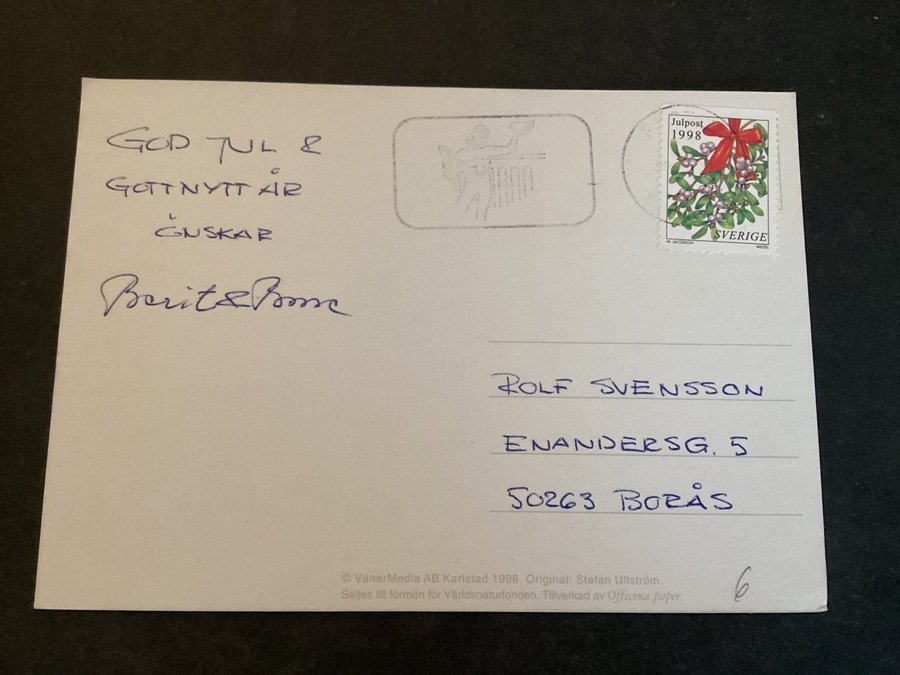 GOD JUL &
GOTT NYTT ÅR
ÖNSKAR
Berit &
Julpost
1998
SVERIGE
M. JACOBSON
ROLF SVENSSON
ENANDERSG. 5
50263 BORÅS
© VänerMedia AB Karlstad 1998. Original: Stefan Ullström.
Säljes till förmån för Världsnaturfonden. Tillverkad av Officina paper
6